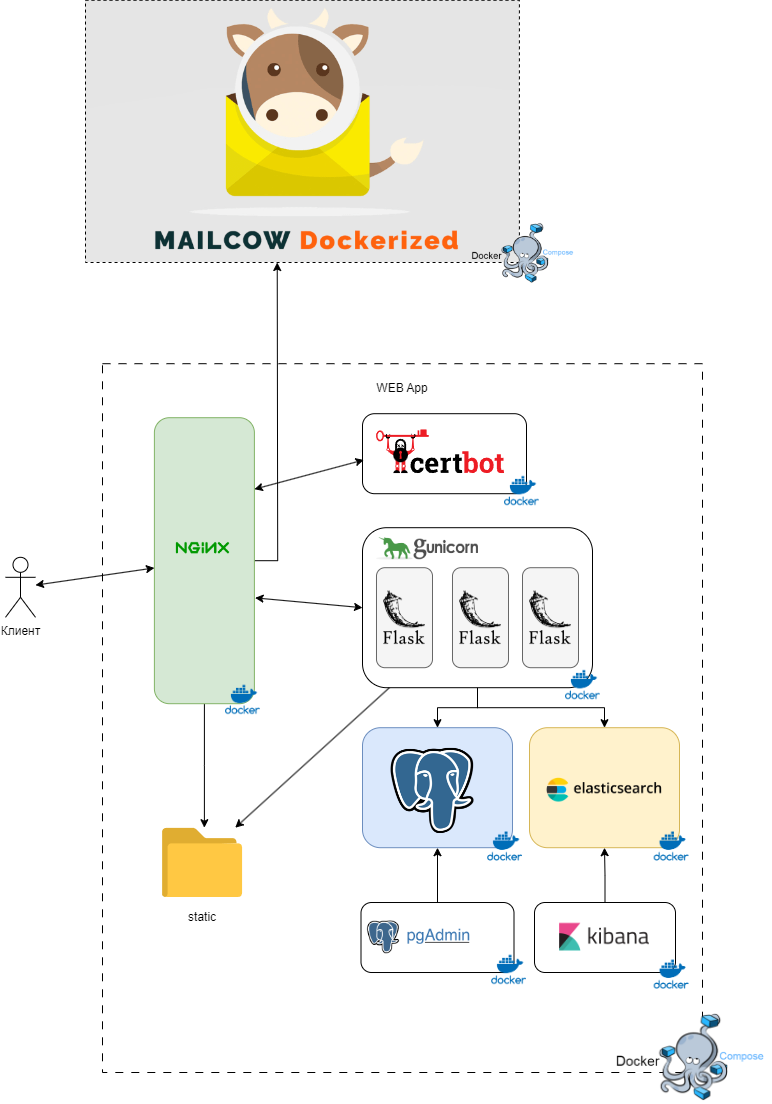 MAILCOW Dockerized
Docker Compose
WEB App
certbot
docker
NGINX
gunicorn
Flask Flask Flask
Клиент
docker
docker
elasticsearch
docker
docker
static
pgAdmin
kibana
docker
docker
Docker Compose